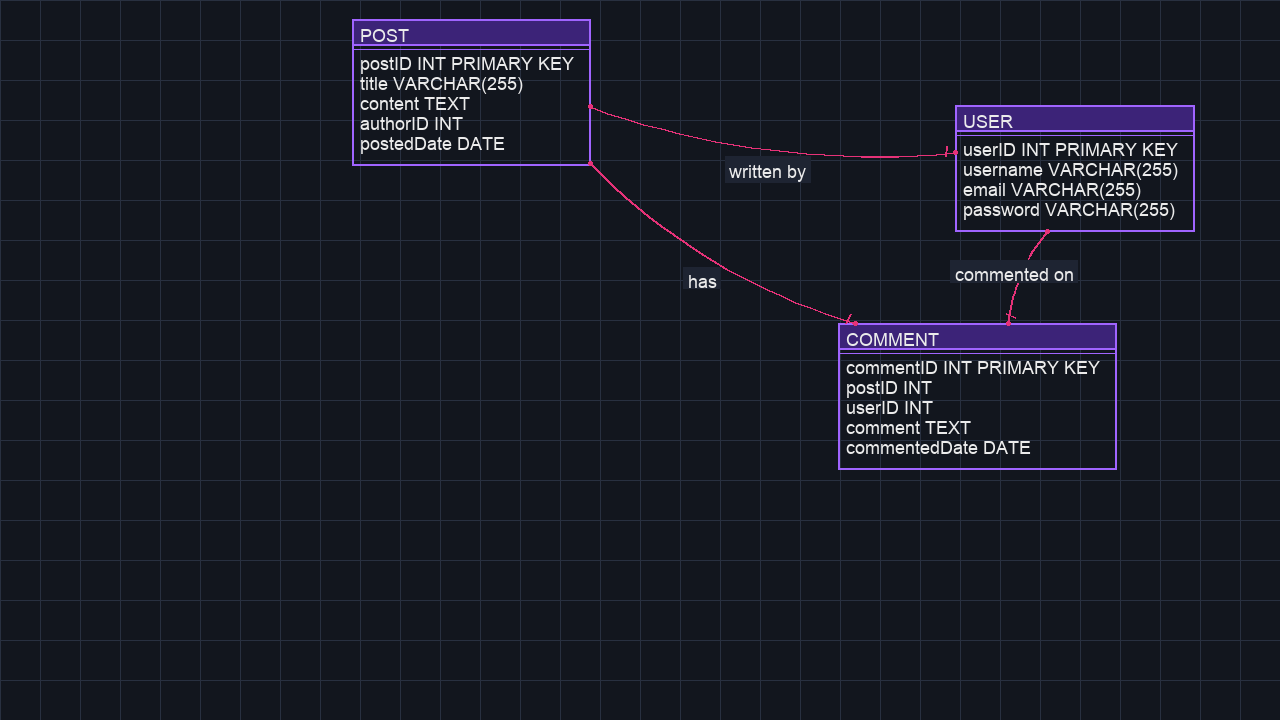 POST
postID INT PRIMARY KEY
title VARCHAR(255)
content TEXT
authorID INT
postedDate DATE
written by
USER
userID INT PRIMARY KEY
username VARCHAR(255)
email VARCHAR(255)
password VARCHAR(255)
has
commented on
COMMENT
commentID INT PRIMARY KEY
postID INT
userID INT
comment TEXT
commentedDate DATE